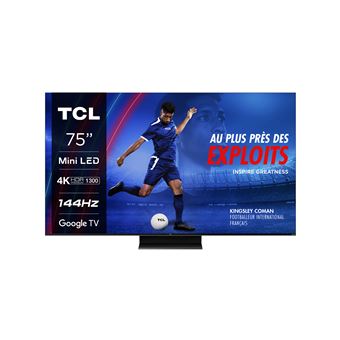 TCL
75’’
Mini LED
4K HDR 1300
144Hz
Google TV
AU PLUS PRÈS DES
EXPLOITS
INSPIRE GREATNESS
KINGSLEY COMAN
FOOTBALLEUR INTERNATIONAL
FRANÇAIS
TCL